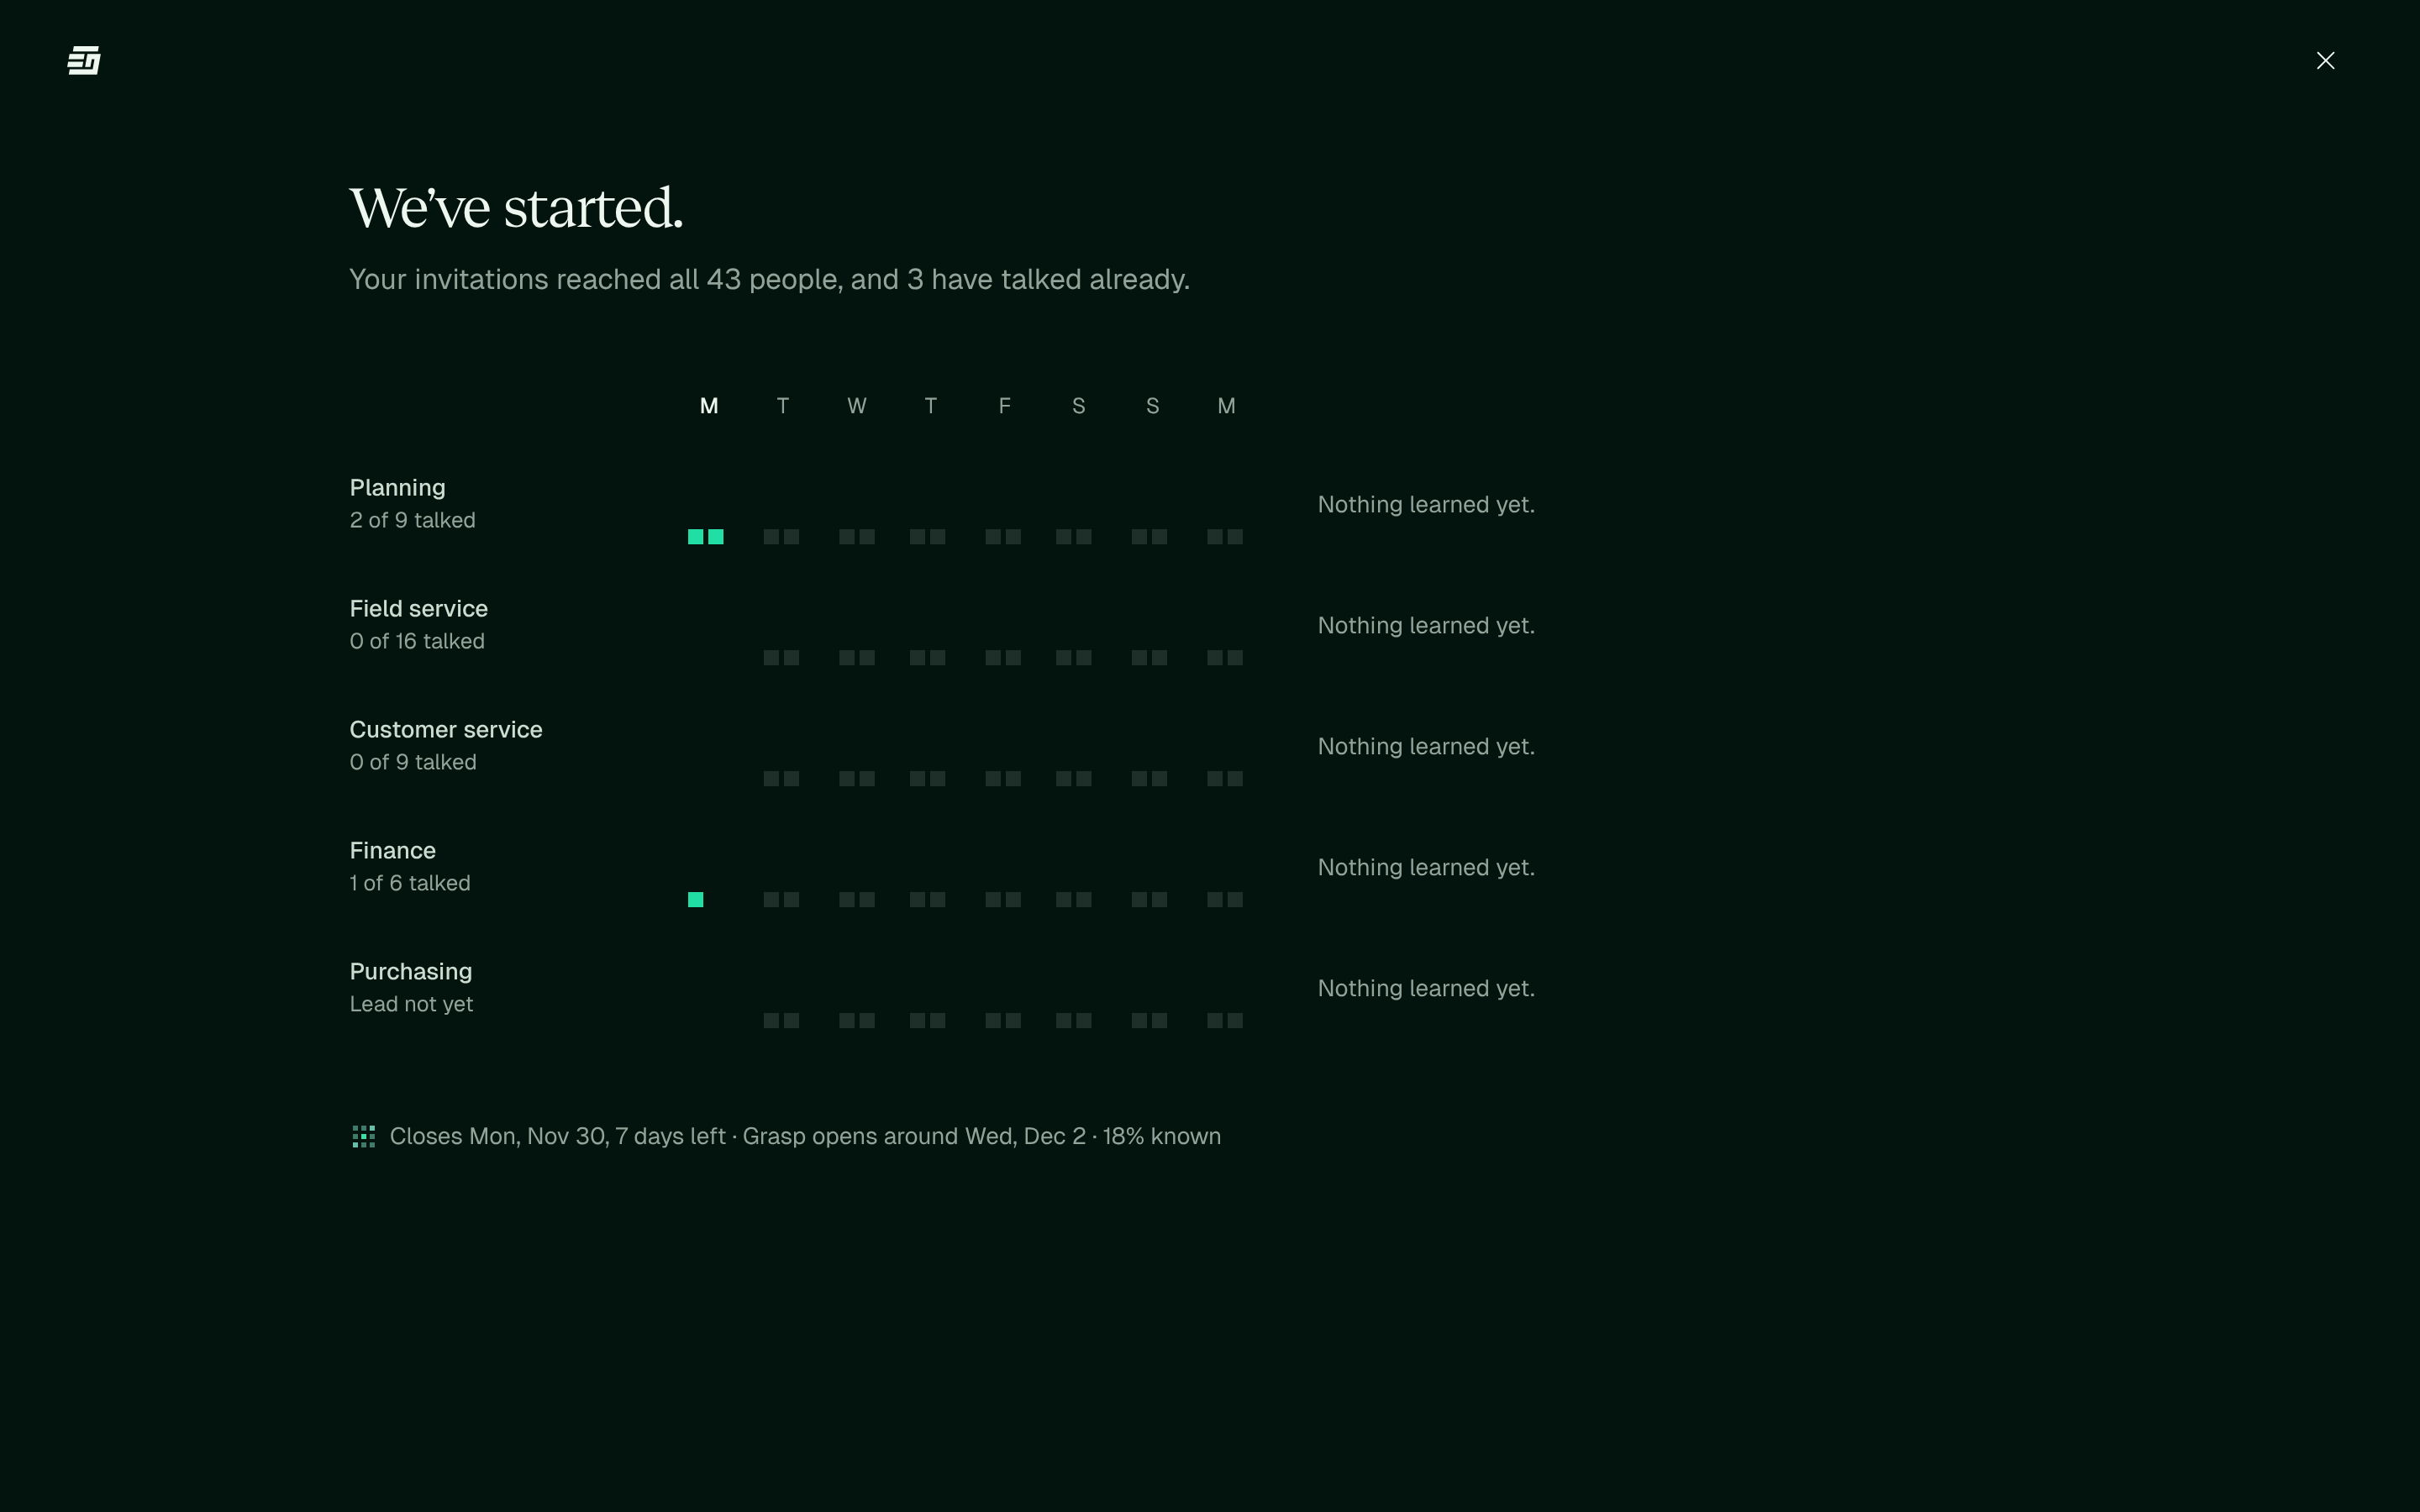 We’ve started.
Your invitations reached all 43 people, and 3 have talked already.
M T W T F S S M
Planning
2 of 9 talked
Nothing learned yet.
Field service
0 of 16 talked
Nothing learned yet.
Customer service
0 of 9 talked
Nothing learned yet.
Finance
1 of 6 talked
Nothing learned yet.
Purchasing
Lead not yet
Nothing learned yet.
Closes Mon, Nov 30, 7 days left · Grasp opens around Wed, Dec 2 · 18% known